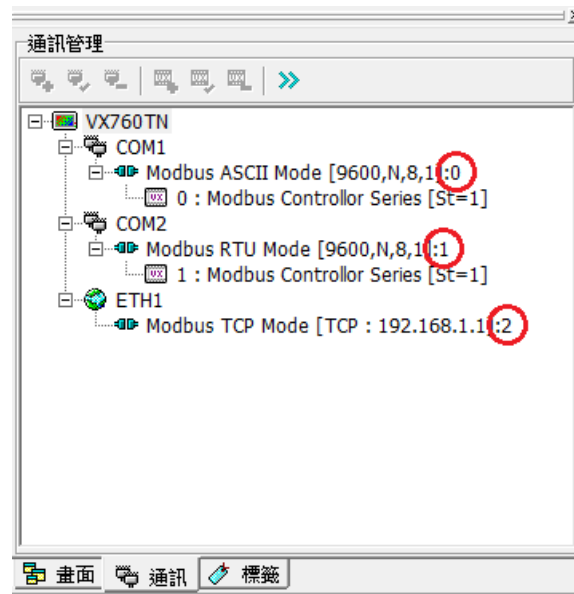 通訊管理
VX760TN
COM1
Modbus ASCII Mode [9600,N,8,1]:0
0 : Modbus Controllor Series [St=1]
COM2
Modbus RTU Mode [9600,N,8,1]:1
1 : Modbus Controllor Series [St=1]
ETH1
Modbus TCP Mode [TCP : 192.168.1.1]:2
畫面 通訊 標籤